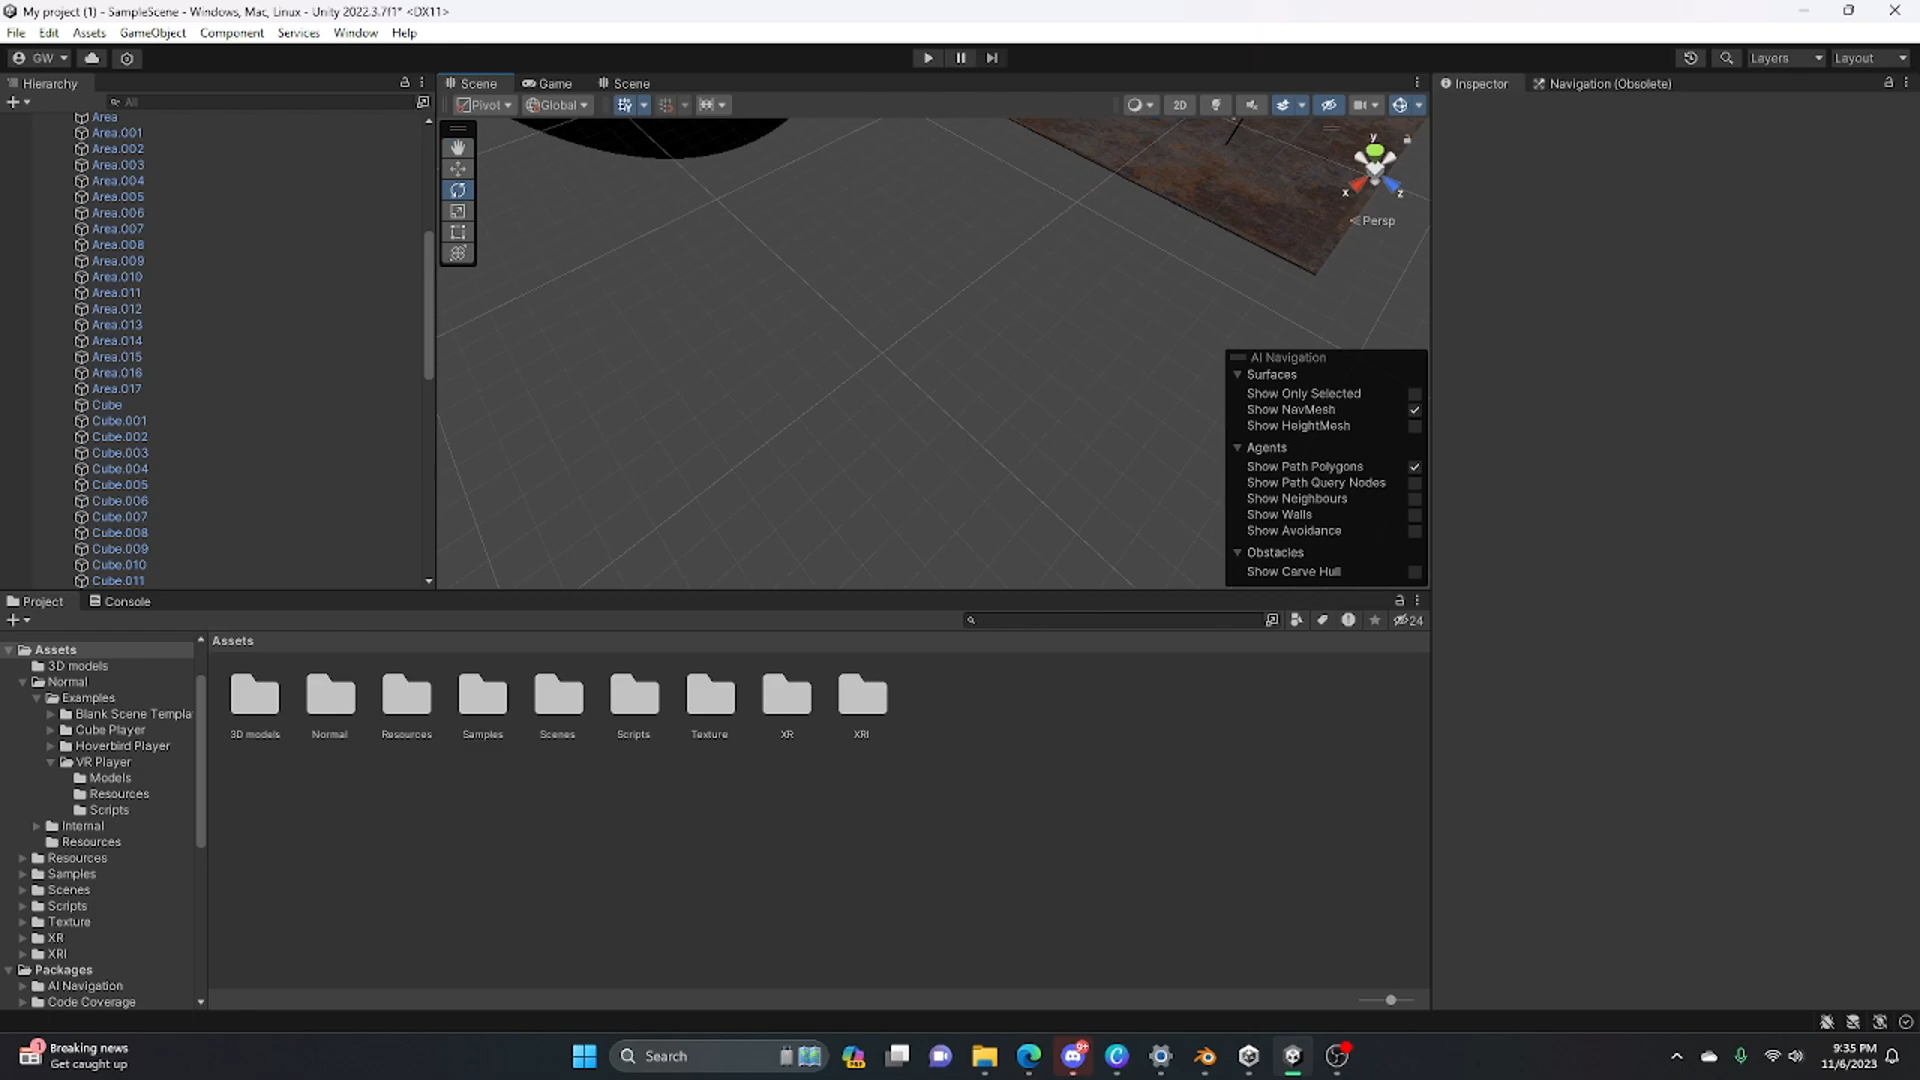 My project (1) - SampleScene - Windows, Mac, Linux - Unity 2022.3.7f1* <DX11>
File Edit Assets GameObject Component Services Window Help
GW Layers Layout
Hierarchy
All
Area
Area.001
Area.002
Area.003
Area.004
Area.005
Area.006
Area.007
Area.008
Area.009
Area.010
Area.011
Area.012
Area.013
Area.014
Area.015
Area.016
Area.017
Cube
Cube.001
Cube.002
Cube.003
Cube.004
Cube.005
Cube.006
Cube.007
Cube.008
Cube.009
Cube.010
Cube.011
Scene Game Scene
Pivot Global 2D
y
x z
Persp
AI Navigation
Surfaces
Show Only Selected
Show NavMesh
Show HeightMesh
Agents
Show Path Polygons
Show Path Query Nodes
Show Neighbours
Show Walls
Show Avoidance
Obstacles
Show Carve Hull
Inspector Navigation (Obsolete)
Project Console
24
Assets
3D models
Normal
Examples
Blank Scene Templa
Cube Player
Hoverbird Player
VR Player
Models
Resources
Scripts
Internal
Resources
Resources
Samples
Scenes
Scripts
Texture
XR
XRI
Packages
AI Navigation
Code Coverage
Assets
3D models Normal Resources Samples Scenes Scripts Texture XR XRI
1
Breaking news
Get caught up
Search
9+
9:35 PM
11/6/2023